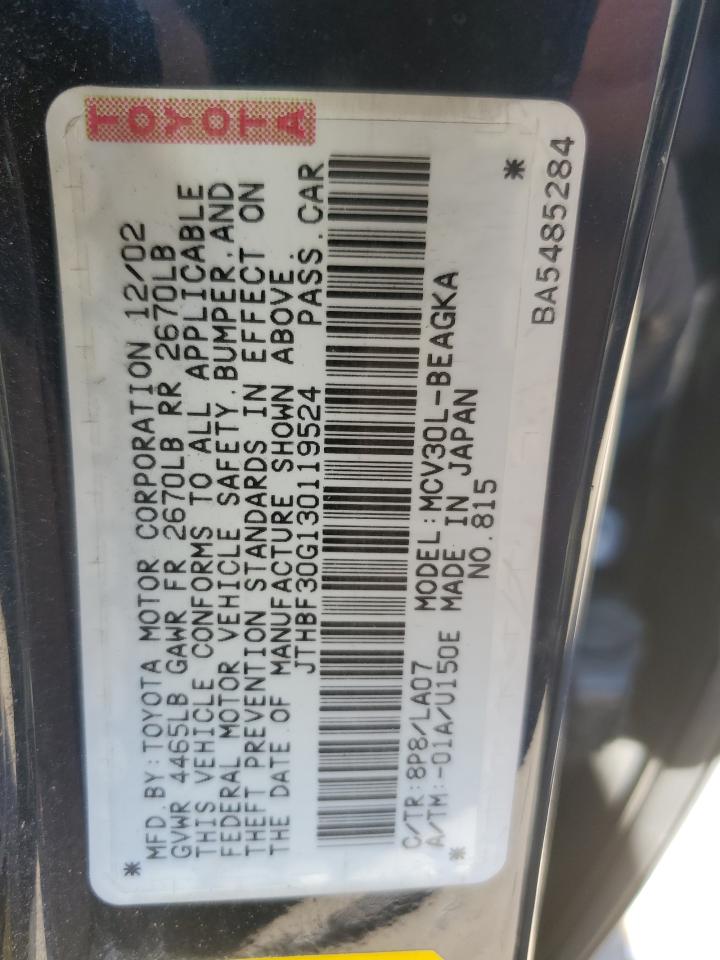 TOYOTA
MFD. BY: TOYOTA MOTOR CORPORATION 12/02
GVWR 4465LB GAWR FR 2670LB RR 2670LB
THIS VEHICLE CONFORMS TO ALL APPLICABLE
FEDERAL MOTOR VEHICLE SAFETY, BUMPER, AND
THEFT PREVENTION STANDARDS IN EFFECT ON
THE DATE OF MANUFACTURE SHOWN ABOVE.
JTHBF30G130119524 PASS. CAR
C/TR: 8P8/LA07 MODEL: MCV30L-BEAGKA
A/TM: -01A/U150E MADE IN JAPAN
NO. 815
BA5485284